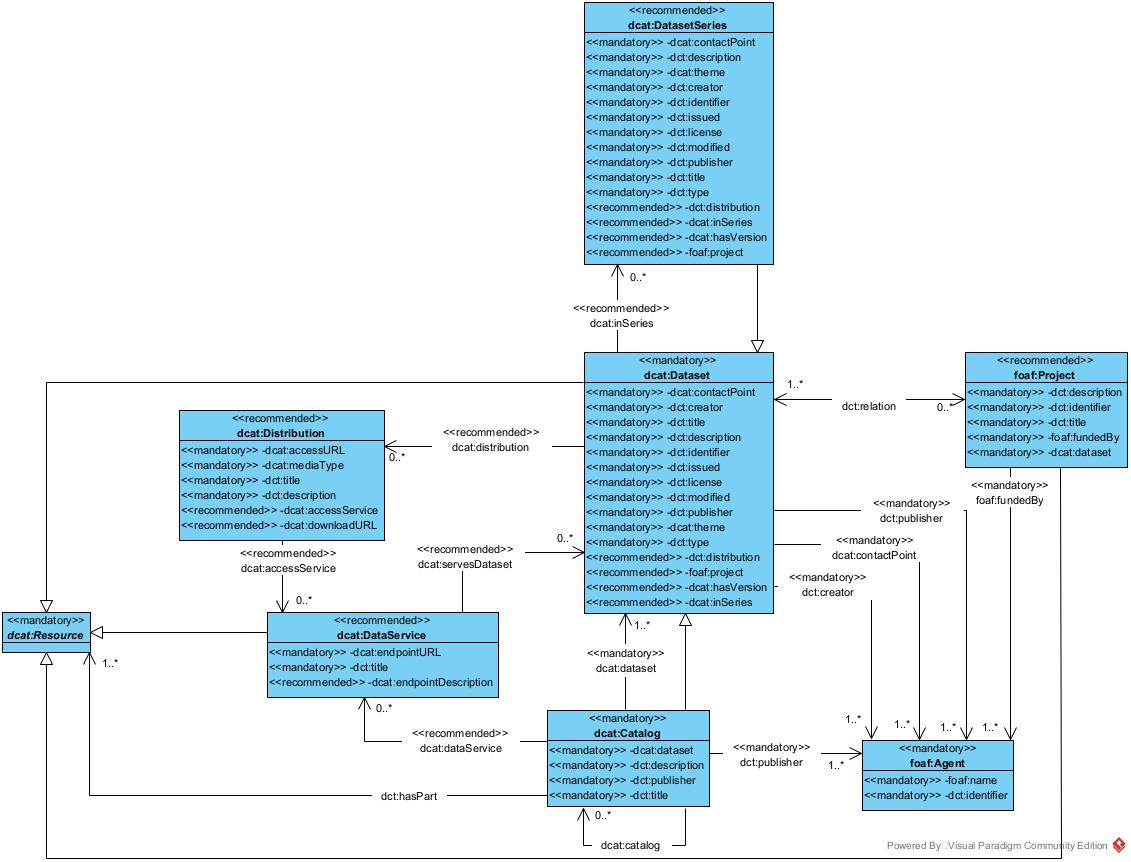 <<recommended>>
dcat:DatasetSeries
<<mandatory>> -dcat:contactPoint
<<mandatory>> -dct:description
<<mandatory>> -dcat:theme
<<mandatory>> -dct:creator
<<mandatory>> -dct:identifier
<<mandatory>> -dct:issued
<<mandatory>> -dct:license
<<mandatory>> -dct:modified
<<mandatory>> -dct:publisher
<<mandatory>> -dct:title
<<mandatory>> -dct:type
<<recommended>> -dct:distribution
<<recommended>> -dcat:inSeries
<<recommended>> -dcat:hasVersion
<<recommended>> -foaf:project
0..*
<<recommended>>
dcat:inSeries
<<mandatory>>
dcat:Dataset
<<mandatory>> -dcat:contactPoint
<<mandatory>> -dct:creator
<<mandatory>> -dct:title
<<mandatory>> -dct:description
<<mandatory>> -dct:identifier
<<mandatory>> -dct:issued
<<mandatory>> -dct:license
<<mandatory>> -dct:modified
<<mandatory>> -dct:publisher
<<mandatory>> -dcat:theme
<<mandatory>> -dct:type
<<recommended>> -dct:distribution
<<recommended>> -foaf:project
<<recommended>> -dcat:hasVersion
<<recommended>> -dcat:inSeries
1..*
dct:relation
0..*
<<recommended>>
foaf:Project
<<mandatory>> -dct:description
<<mandatory>> -dct:identifier
<<mandatory>> -dct:title
<<mandatory>> -foaf:fundedBy
<<mandatory>> -dcat:dataset
<<recommended>>
dcat:Distribution
<<mandatory>> -dcat:accessURL
<<mandatory>> -dcat:mediaType
<<mandatory>> -dct:title
<<mandatory>> -dct:description
<<recommended>> -dcat:accessService
<<recommended>> -dcat:downloadURL
<<recommended>>
dcat:distribution
0..*
<<mandatory>>
foaf:fundedBy
<<mandatory>>
dct:publisher
<<mandatory>>
dct:contactPoint
<<mandatory>>
dct:creator
<<recommended>>
dcat:accessService
0..*
<<recommended>>
dcat:servesDataset
0..*
<<mandatory>>
dcat:Resource
1..*
<<recommended>>
dcat:DataService
<<mandatory>> -dcat:endpointURL
<<mandatory>> -dct:title
<<recommended>> -dcat:endpointDescription
1..*
<<mandatory>>
dcat:dataset
0..*
<<recommended>>
dcat:dataService
<<mandatory>>
dcat:Catalog
<<mandatory>> -dcat:dataset
<<mandatory>> -dct:description
<<mandatory>> -dct:publisher
<<mandatory>> -dct:title
<<mandatory>>
dct:publisher
1..*
1..*
1..*
1..*
1..*
<<mandatory>>
foaf:Agent
<<mandatory>> -foaf:name
<<mandatory>> -dct:identifier
dct:hasPart
0..*
dcat:catalog
Powered By Visual Paradigm Community Edition